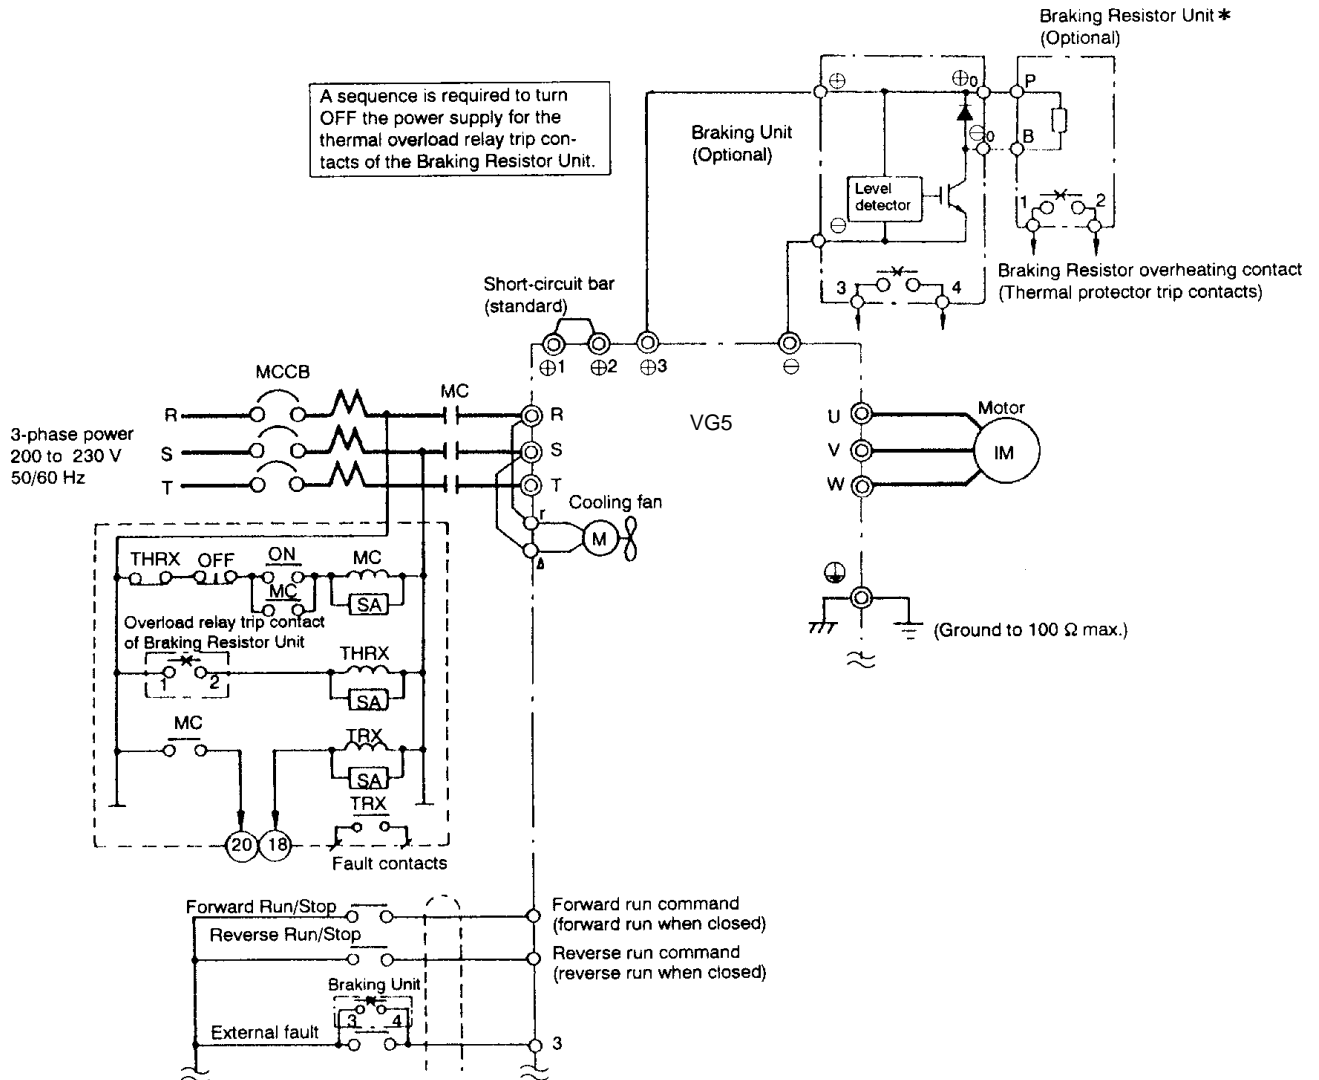 Braking Resistor Unit *
(Optional)
A sequence is required to turn
OFF the power supply for the
thermal overload relay trip con-
tacts of the Braking Resistor Unit.
Braking Unit
(Optional)
⊕
⊕0
P
⊖0
B
Level
detector
⊖
1
2
3
4
Braking Resistor overheating contact
(Thermal protector trip contacts)
Short-circuit bar
(standard)
⊕1
⊕2
⊕3
⊖
MCCB
MC
3-phase power
200 to 230 V
50/60 Hz
R
S
T
R
S
T
VG5
U
V
W
Motor
IM
Cooling fan
r
M
THRX
OFF
ON
MC
MC
SA
Overload relay trip contact
of Braking Resistor Unit
1
2
THRX
SA
MC
TRX
SA
TRX
20
18
Fault contacts
(Ground to 100 Ω max.)
Forward Run/Stop
Forward run command
(forward run when closed)
Reverse Run/Stop
Reverse run command
(reverse run when closed)
Braking Unit
3
4
External fault
3